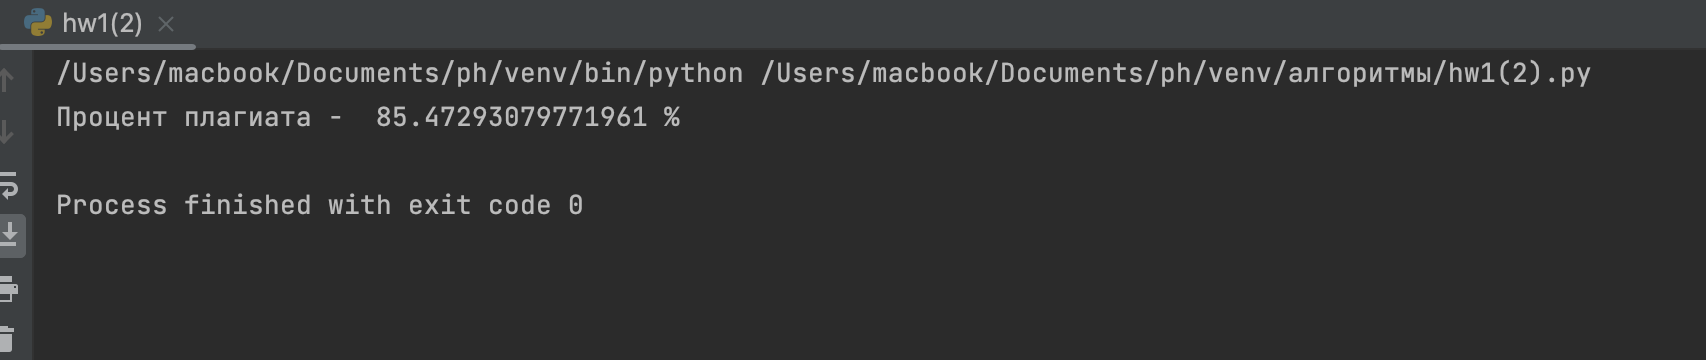 hw1(2)
/Users/macbook/Documents/ph/venv/bin/python /Users/macbook/Documents/ph/venv/алгоритмы/hw1(2).py
Процент плагиата -  85.47293079771961 %
Process finished with exit code 0